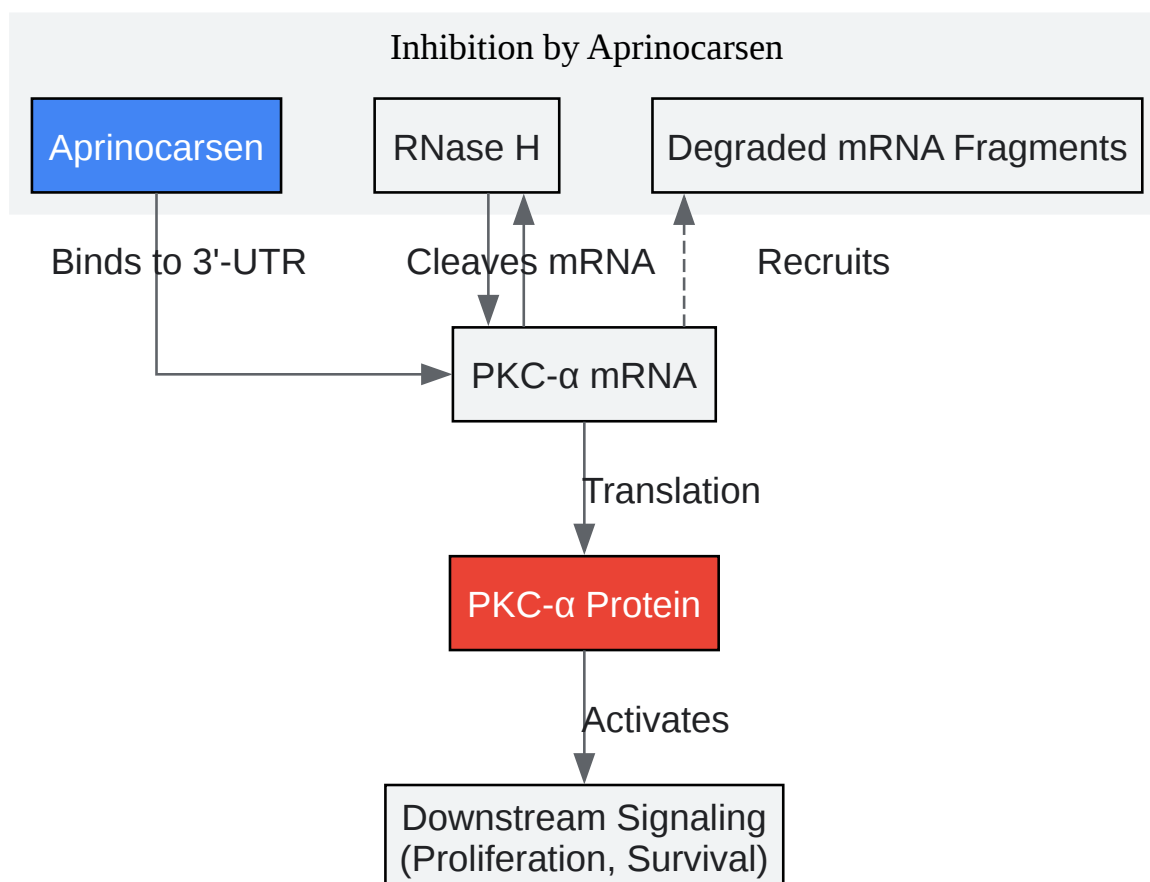 Inhibition by Aprinocarsen
Aprinocarsen
RNase H
Degraded mRNA Fragments
Binds to 3'-UTR
Cleaves mRNA
Recruits
PKC-α mRNA
Translation
PKC-α Protein
Activates
Downstream Signaling
(Proliferation, Survival)